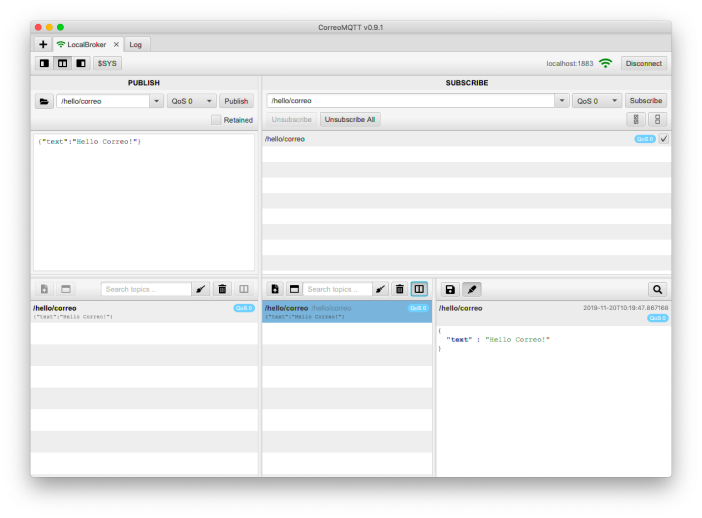 CorreoMQTT v0.9.1
LocalBroker
Log
$SYS
localhost:1883
Disconnect
PUBLISH
SUBSCRIBE
/hello/correo
QoS 0
Publish
/hello/correo
QoS 0
Subscribe
Retained
Unsubscribe
Unsubscribe All
{"text":"Hello Correo!"}
/hello/correo
QoS 0
Search topics ...
Search topics ...
/hello/correo
QoS 0
{"text":"Hello Correo!"}
/hello/correo /hello/correo
QoS 0
{"text":"Hello Correo!"}
/hello/correo
2019-11-20T10:19:47.867168
QoS 0
{
"text" : "Hello Correo!"
}